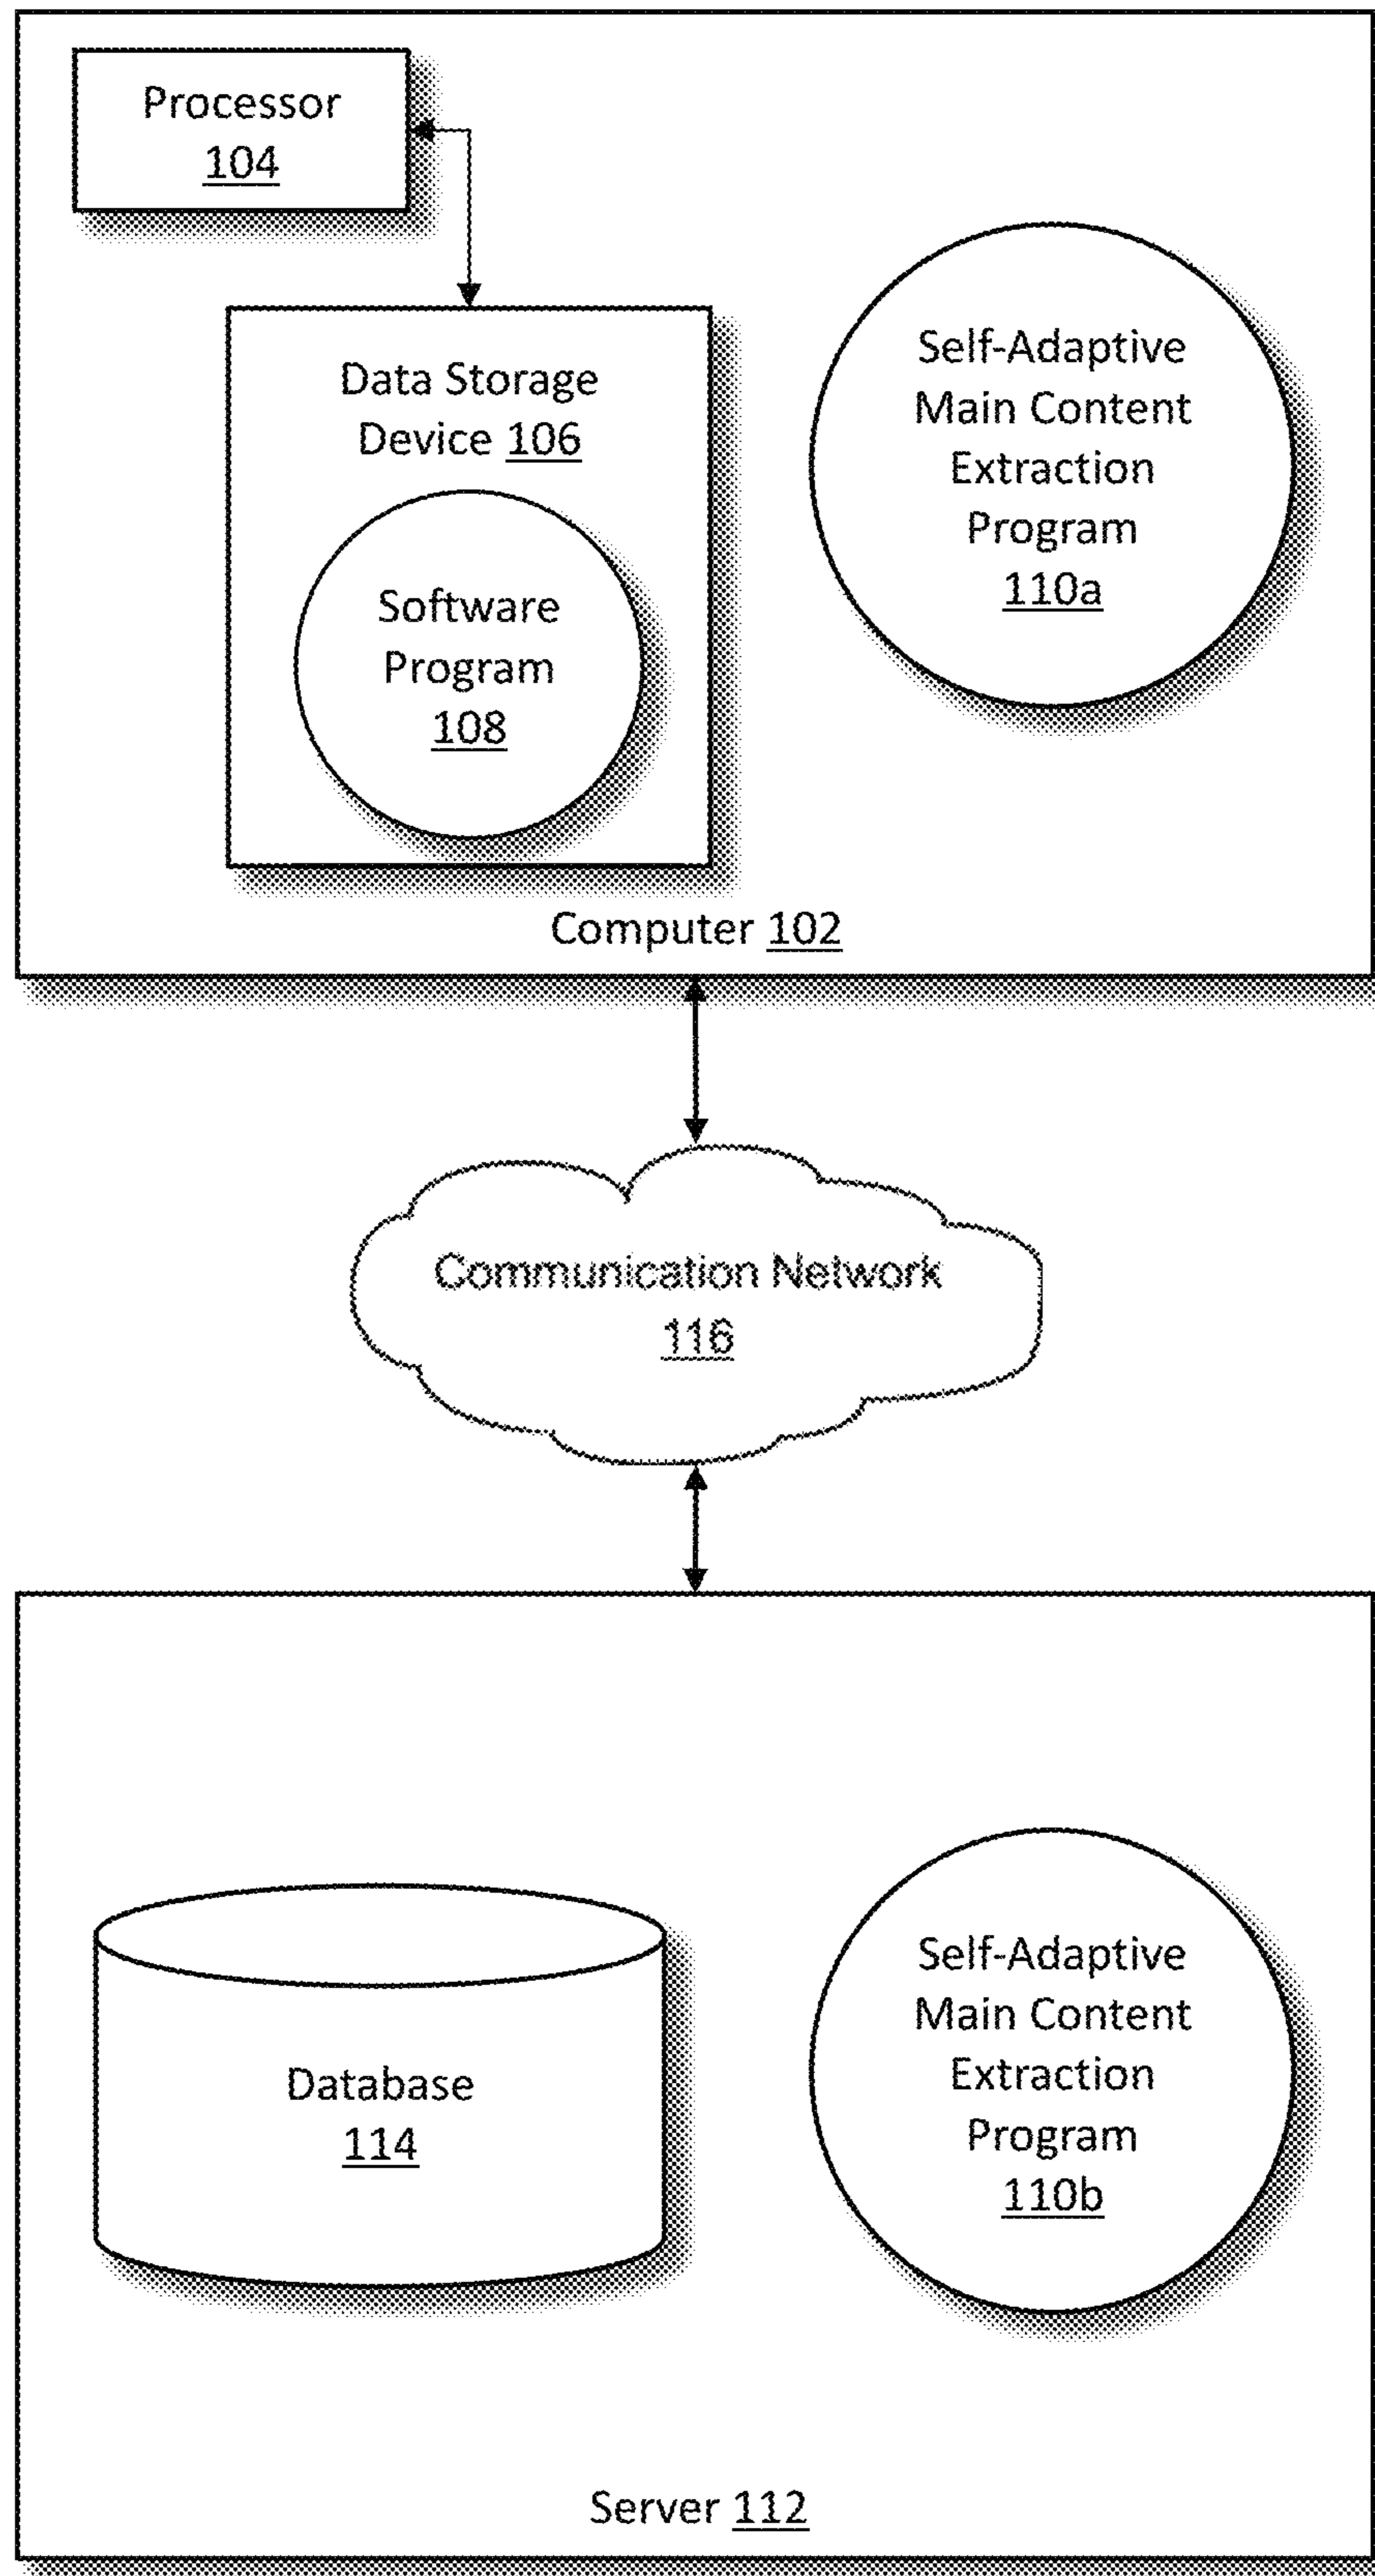 Processor
104
Data Storage
Device 106
Software
Program
108
Self-Adaptive
Main Content
Extraction
Program
110a
Computer 102
Communication Network
116
Database
114
Self-Adaptive
Main Content
Extraction
Program
110b
Server 112